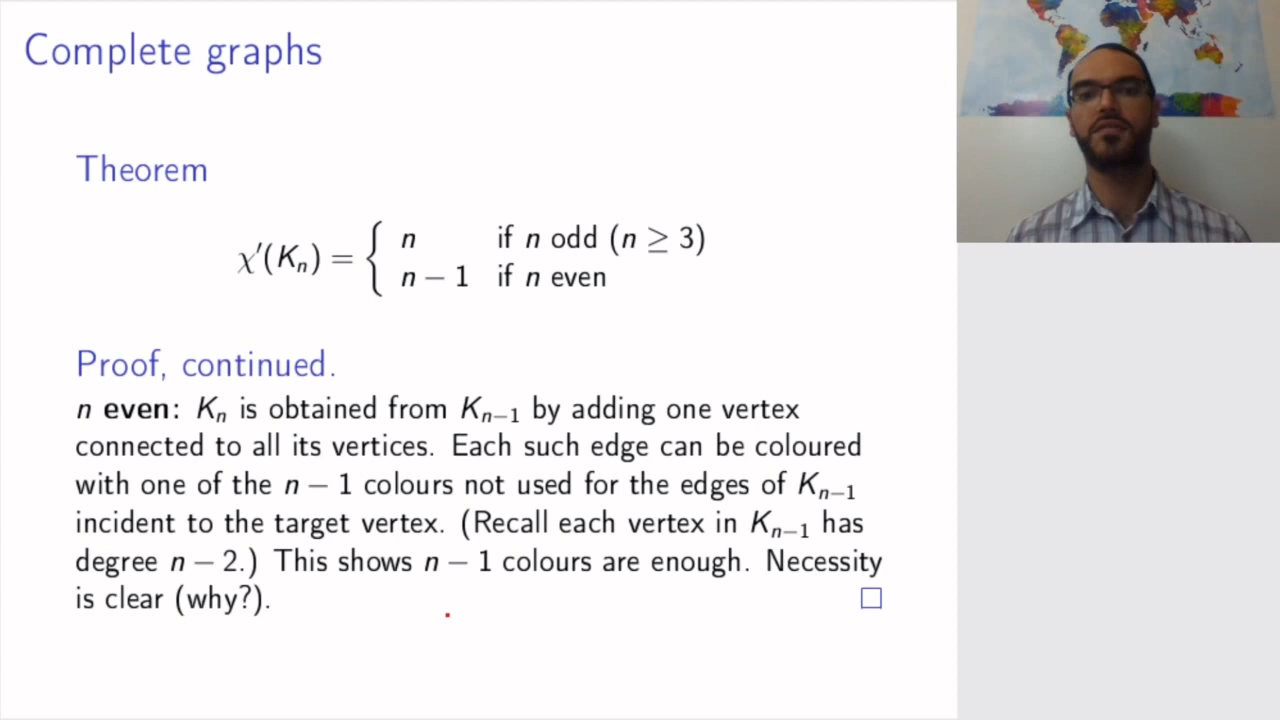 Complete graphs
Theorem
χ′(Kₙ) = { n if n odd (n ≥ 3)
n − 1 if n even
Proof, continued.
n even: Kₙ is obtained from Kₙ₋₁ by adding one vertex
connected to all its vertices. Each such edge can be coloured
with one of the n − 1 colours not used for the edges of Kₙ₋₁
incident to the target vertex. (Recall each vertex in Kₙ₋₁ has
degree n − 2.) This shows n − 1 colours are enough. Necessity
is clear (why?). □